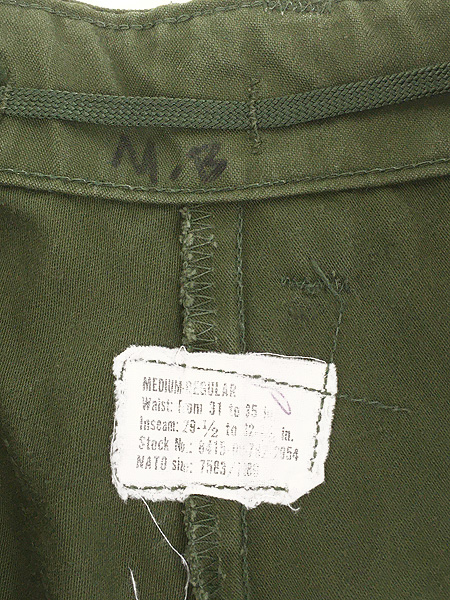 M.B
MEDIUM-REGULAR
Waist: From 31 to 35
Inseam: 29-1/2 to in.
Stock No.:
NATO size: